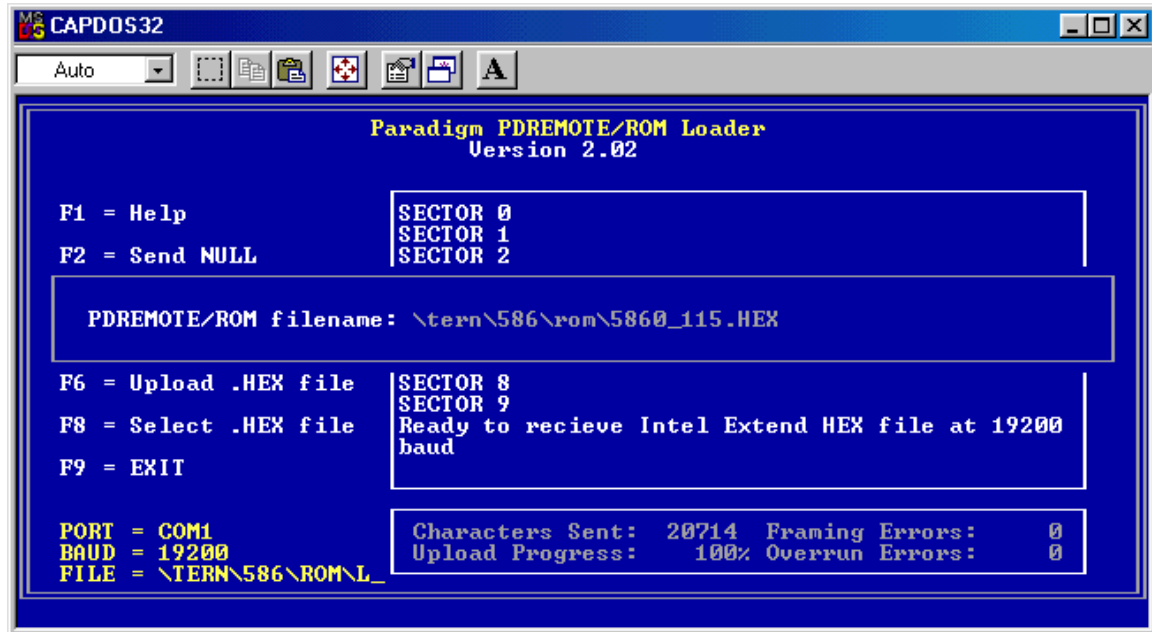 MS DOS CAPDOS32
Auto A
Paradigm PDREMOTE/ROM Loader
Version 2.02
F1 = Help
F2 = Send NULL
SECTOR 0
SECTOR 1
SECTOR 2
PDREMOTE/ROM filename: \tern\586\rom\5860_115.HEX
F6 = Upload .HEX file
F8 = Select .HEX file
F9 = EXIT
SECTOR 8
SECTOR 9
Ready to recieve Intel Extend HEX file at 19200
baud
PORT = COM1
BAUD = 19200
FILE = \TERN\586\ROM\L_
Characters Sent: 20714 Framing Errors: 0
Upload Progress: 100% Overrun Errors: 0